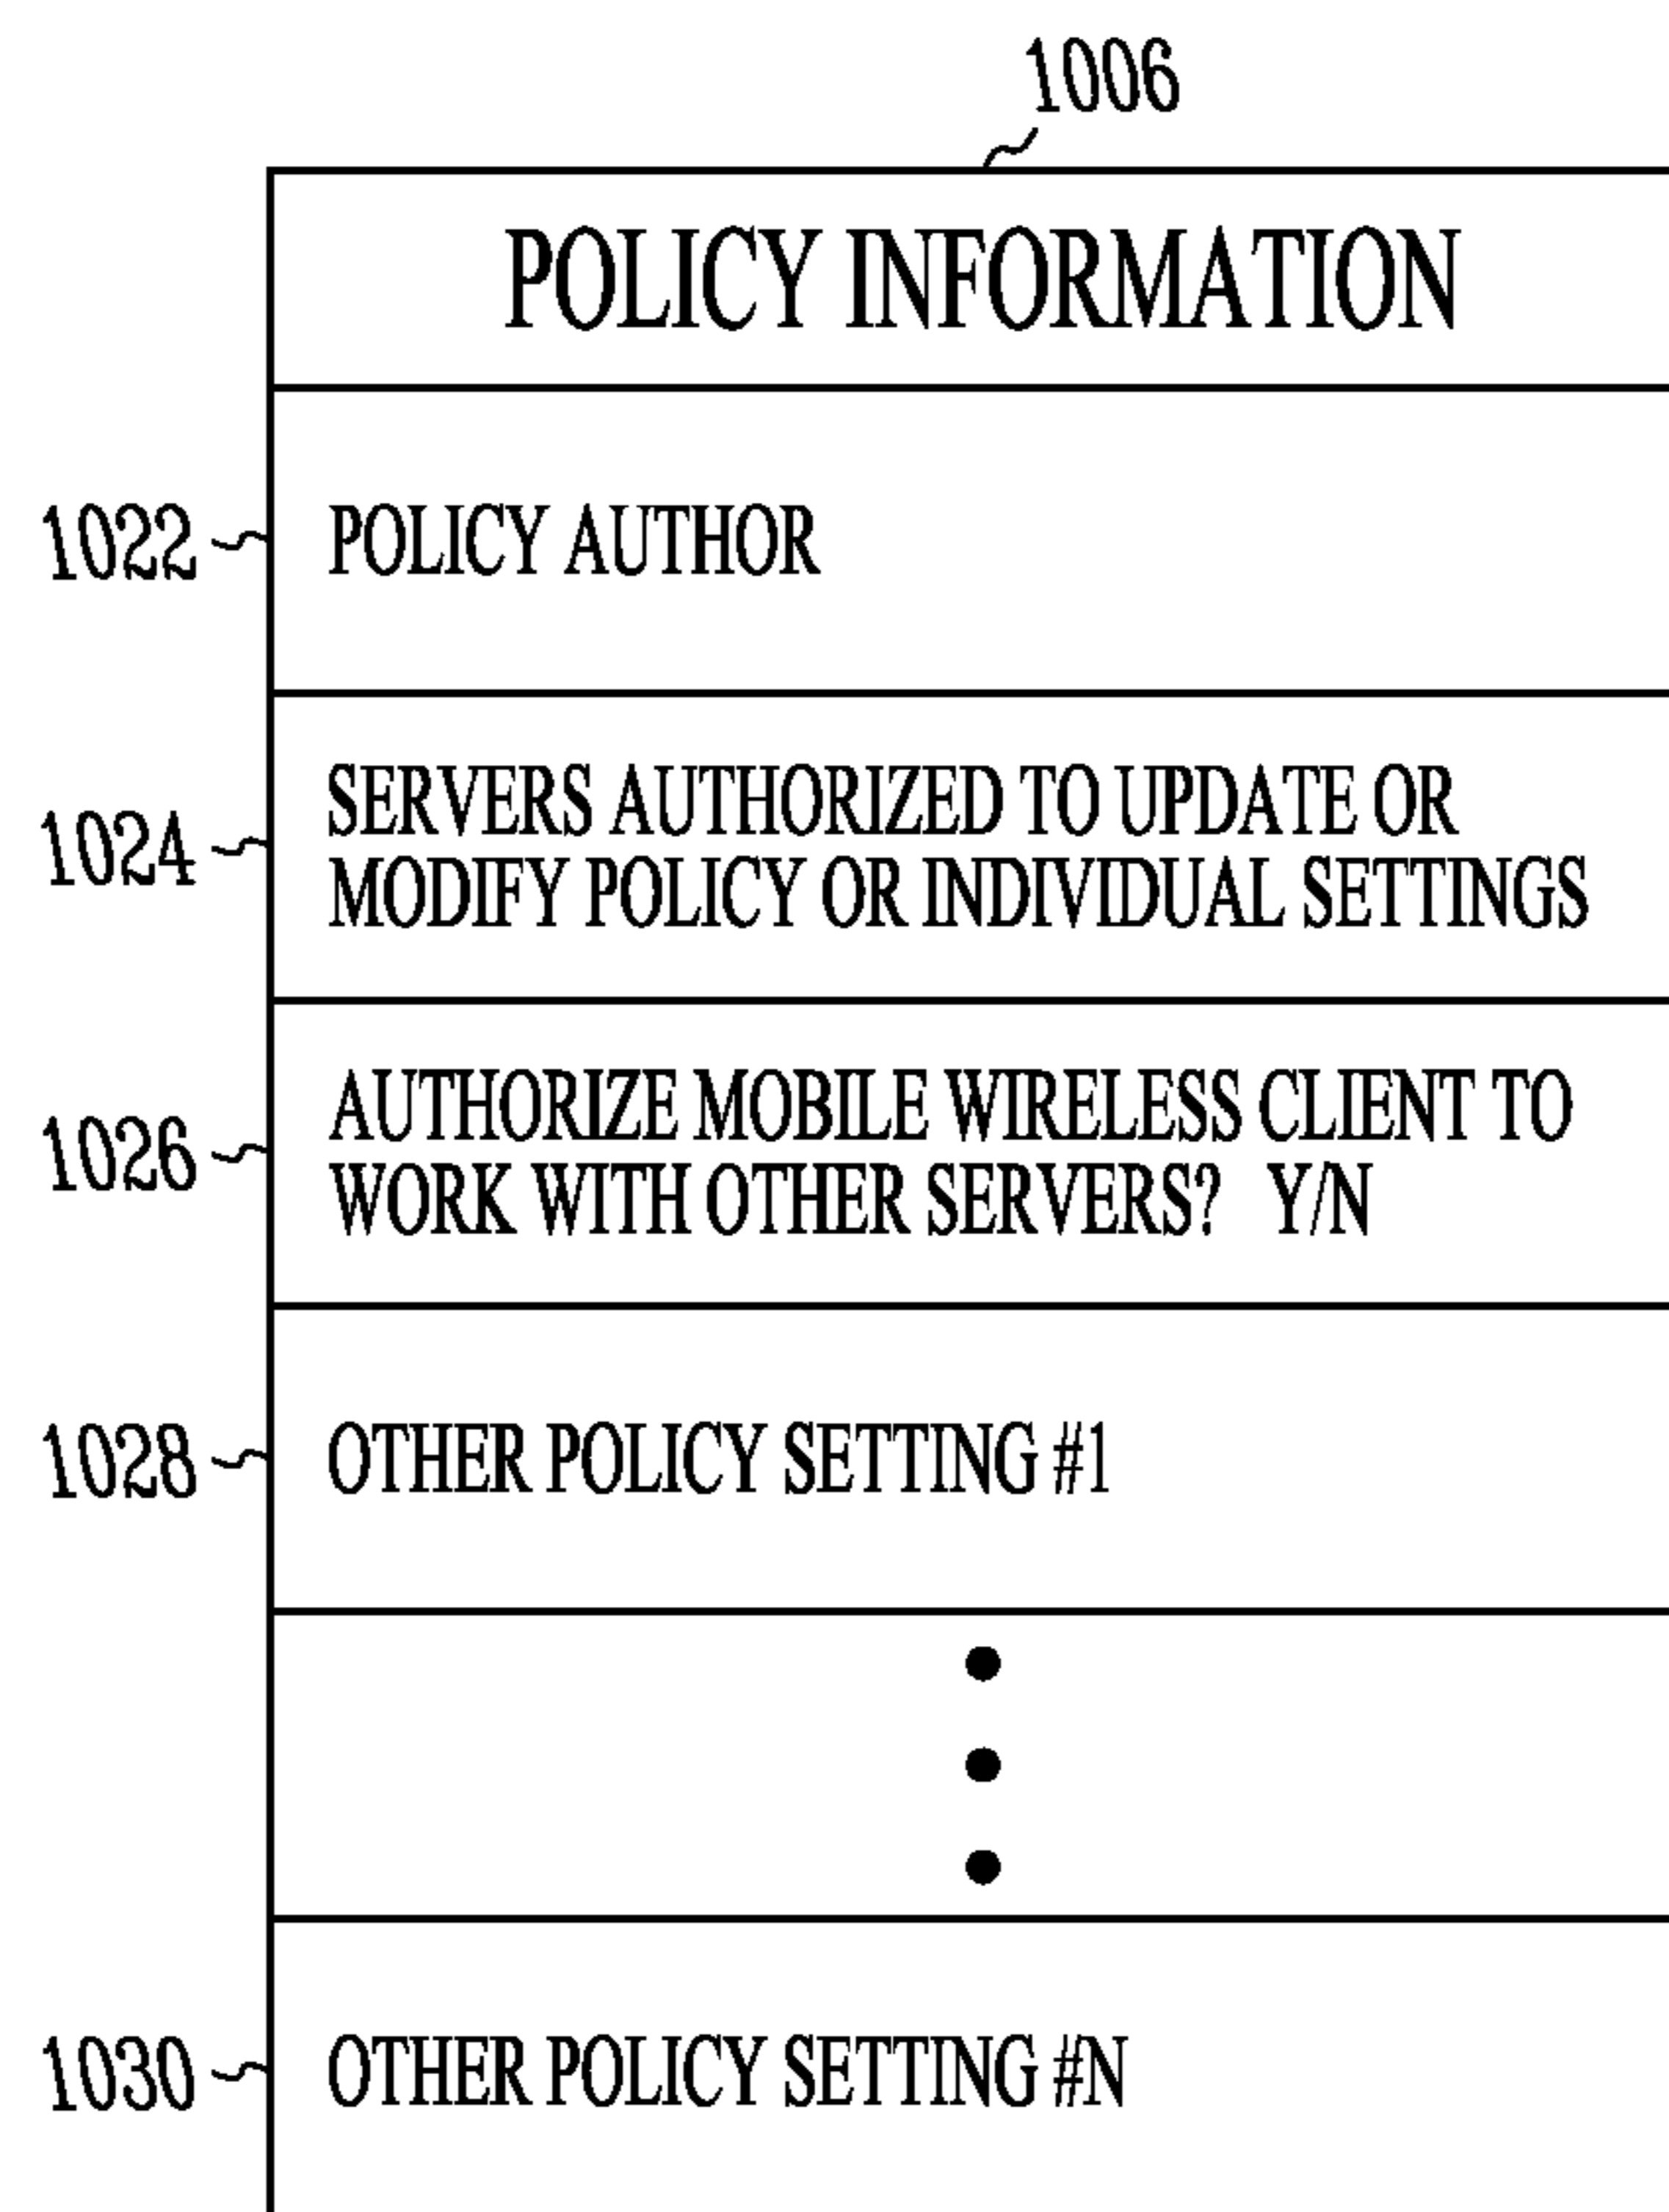 1006
POLICY INFORMATION
1022
POLICY AUTHOR
1024
SERVERS AUTHORIZED TO UPDATE OR
MODIFY POLICY OR INDIVIDUAL SETTINGS
1026
AUTHORIZE MOBILE WIRELESS CLIENT TO
WORK WITH OTHER SERVERS? Y/N
1028
OTHER POLICY SETTING #1
1030
OTHER POLICY SETTING #N